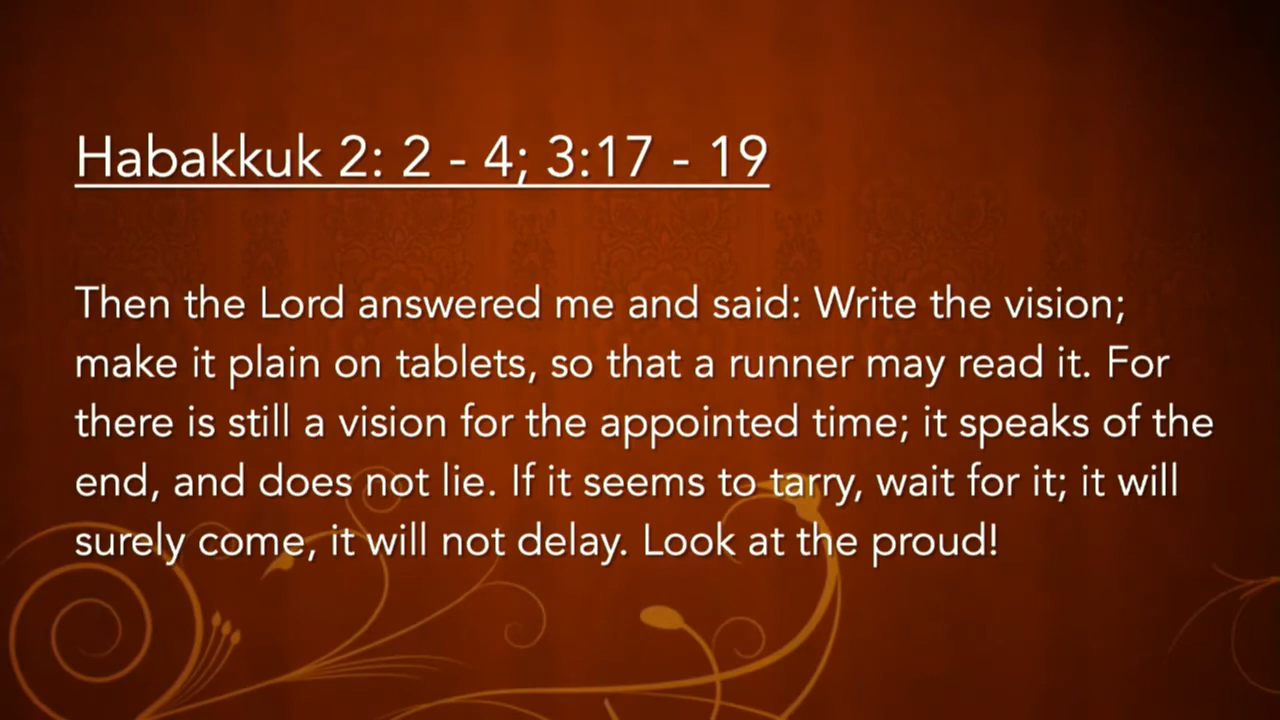 Habakkuk 2: 2 - 4; 3:17 - 19
Then the Lord answered me and said: Write the vision;
make it plain on tablets, so that a runner may read it. For
there is still a vision for the appointed time; it speaks of the
end, and does not lie. If it seems to tarry, wait for it; it will
surely come, it will not delay. Look at the proud!